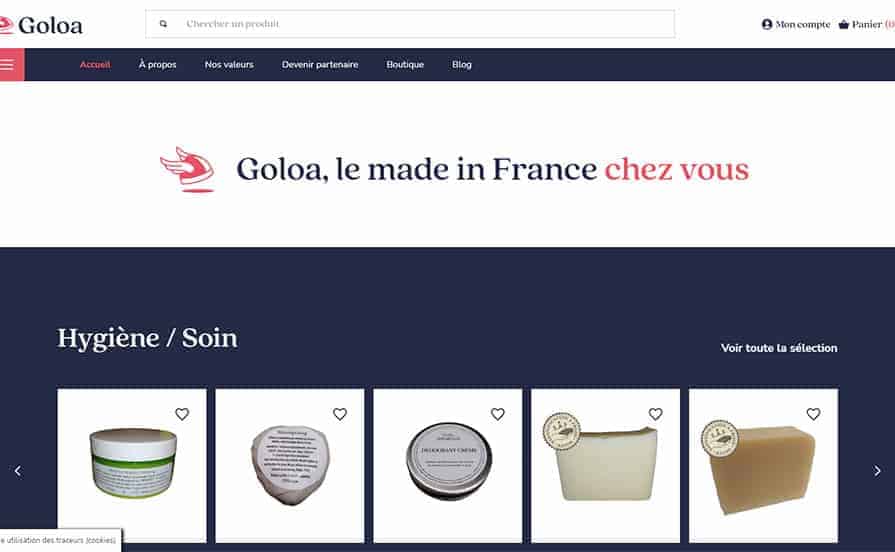 Goloa
Chercher un produit
Mon compte
Panier (0
Accueil
À propos
Nos valeurs
Devenir partenaire
Boutique
Blog
Goloa, le made in France chez vous
Hygiène / Soin
Voir toute la sélection
DEODORANT CREME
e utilisation des traceurs (cookies)